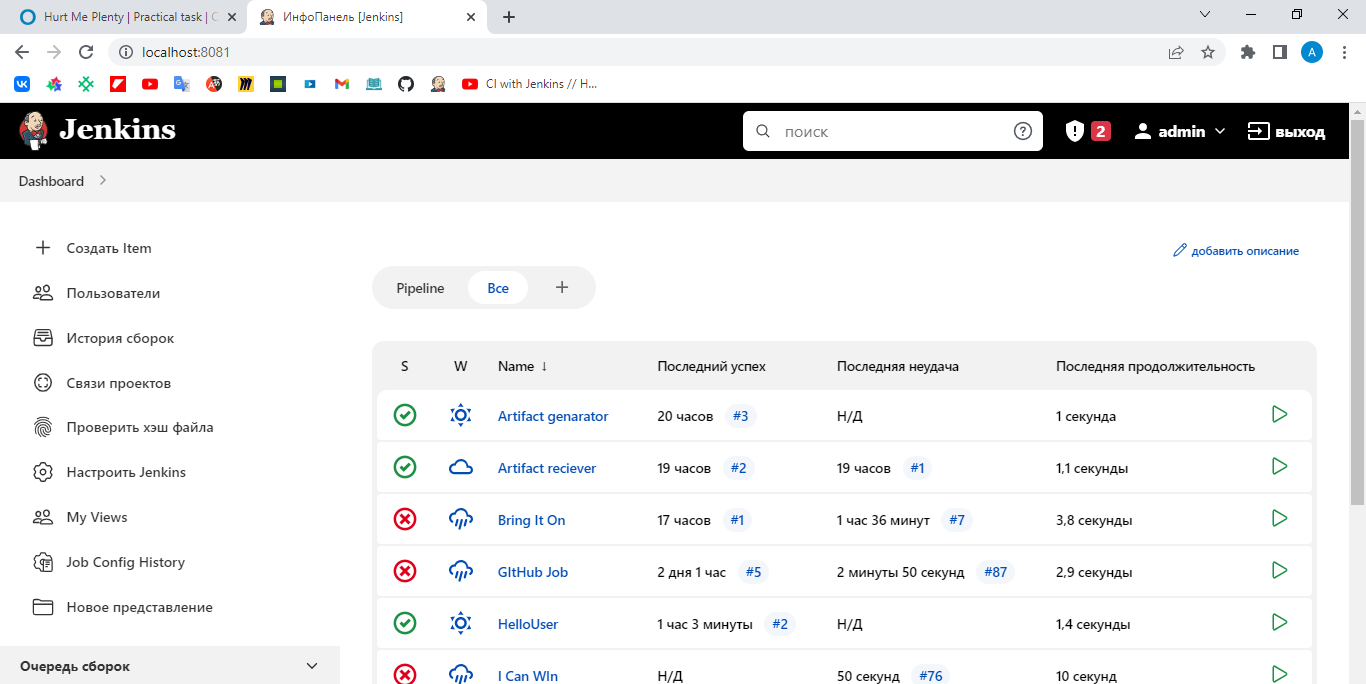 Hurt Me Plenty | Practical task | C
ИнфоПанель [Jenkins]
localhost:8081
A
CI with Jenkins // H...
Jenkins
поиск
2
admin
выход
Dashboard
Создать Item
Пользователи
История сборок
Связи проектов
Проверить хэш файла
Настроить Jenkins
My Views
Job Config History
Новое представление
Очередь сборок
добавить описание
Pipeline Все
S W Name ↓ Последний успех Последняя неудача Последняя продолжительность
Artifact genarator 20 часов #3 Н/Д 1 секунда
Artifact reciever 19 часов #2 19 часов #1 1,1 секунды
Bring It On 17 часов #1 1 час 36 минут #7 3,8 секунды
GItHub Job 2 дня 1 час #5 2 минуты 50 секунд #87 2,9 секунды
HelloUser 1 час 3 минуты #2 Н/Д 1,4 секунды
I Can WIn Н/Д 50 секунд #76 10 секунд